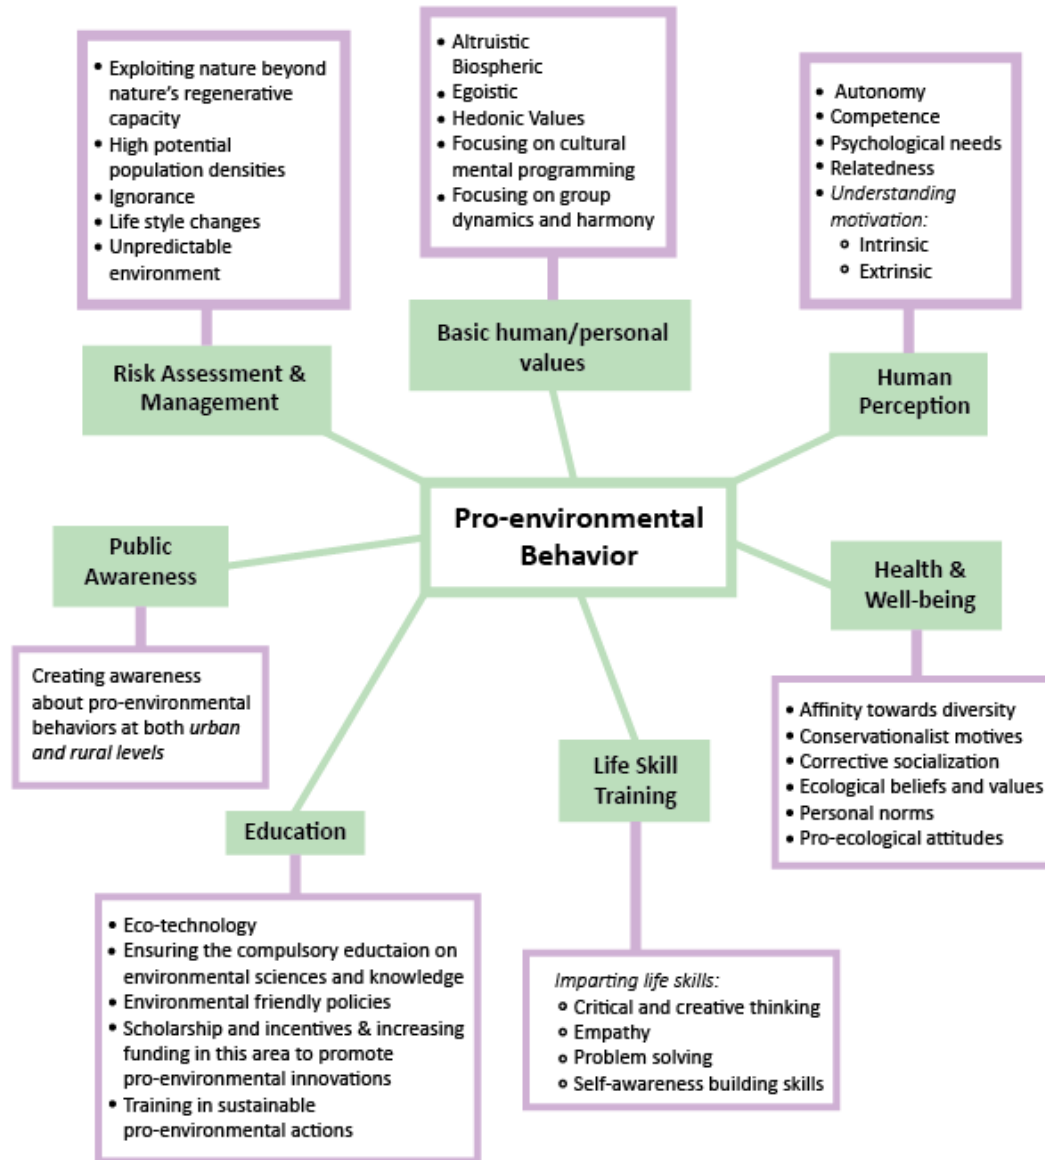 • Exploiting nature beyond
nature's regenerative
capacity
• High potential
population densities
• Ignorance
• Life style changes
• Unpredictable
environment
Risk Assessment &
Management
• Altruistic
Biospheric
• Egoistic
• Hedonic Values
• Focusing on cultural
mental programming
• Focusing on group
dynamics and harmony
Basic human/personal
values
• Autonomy
• Competence
• Psychological needs
• Relatedness
• Understanding
motivation:
○ Intrinsic
○ Extrinsic
Human
Perception
Pro-environmental
Behavior
Public
Awareness
Creating awareness
about pro-environmental
behaviors at both urban
and rural levels
Health &
Well-being
• Affinity towards diversity
• Conservationalist motives
• Corrective socialization
• Ecological beliefs and values
• Personal norms
• Pro-ecological attitudes
Education
• Eco-technology
• Ensuring the compulsory eductaion on
environmental sciences and knowledge
• Environmental friendly policies
• Scholarship and incentives & increasing
funding in this area to promote
pro-environmental innovations
• Training in sustainable
pro-environmental actions
Life Skill
Training
Imparting life skills:
○ Critical and creative thinking
○ Empathy
○ Problem solving
○ Self-awareness building skills